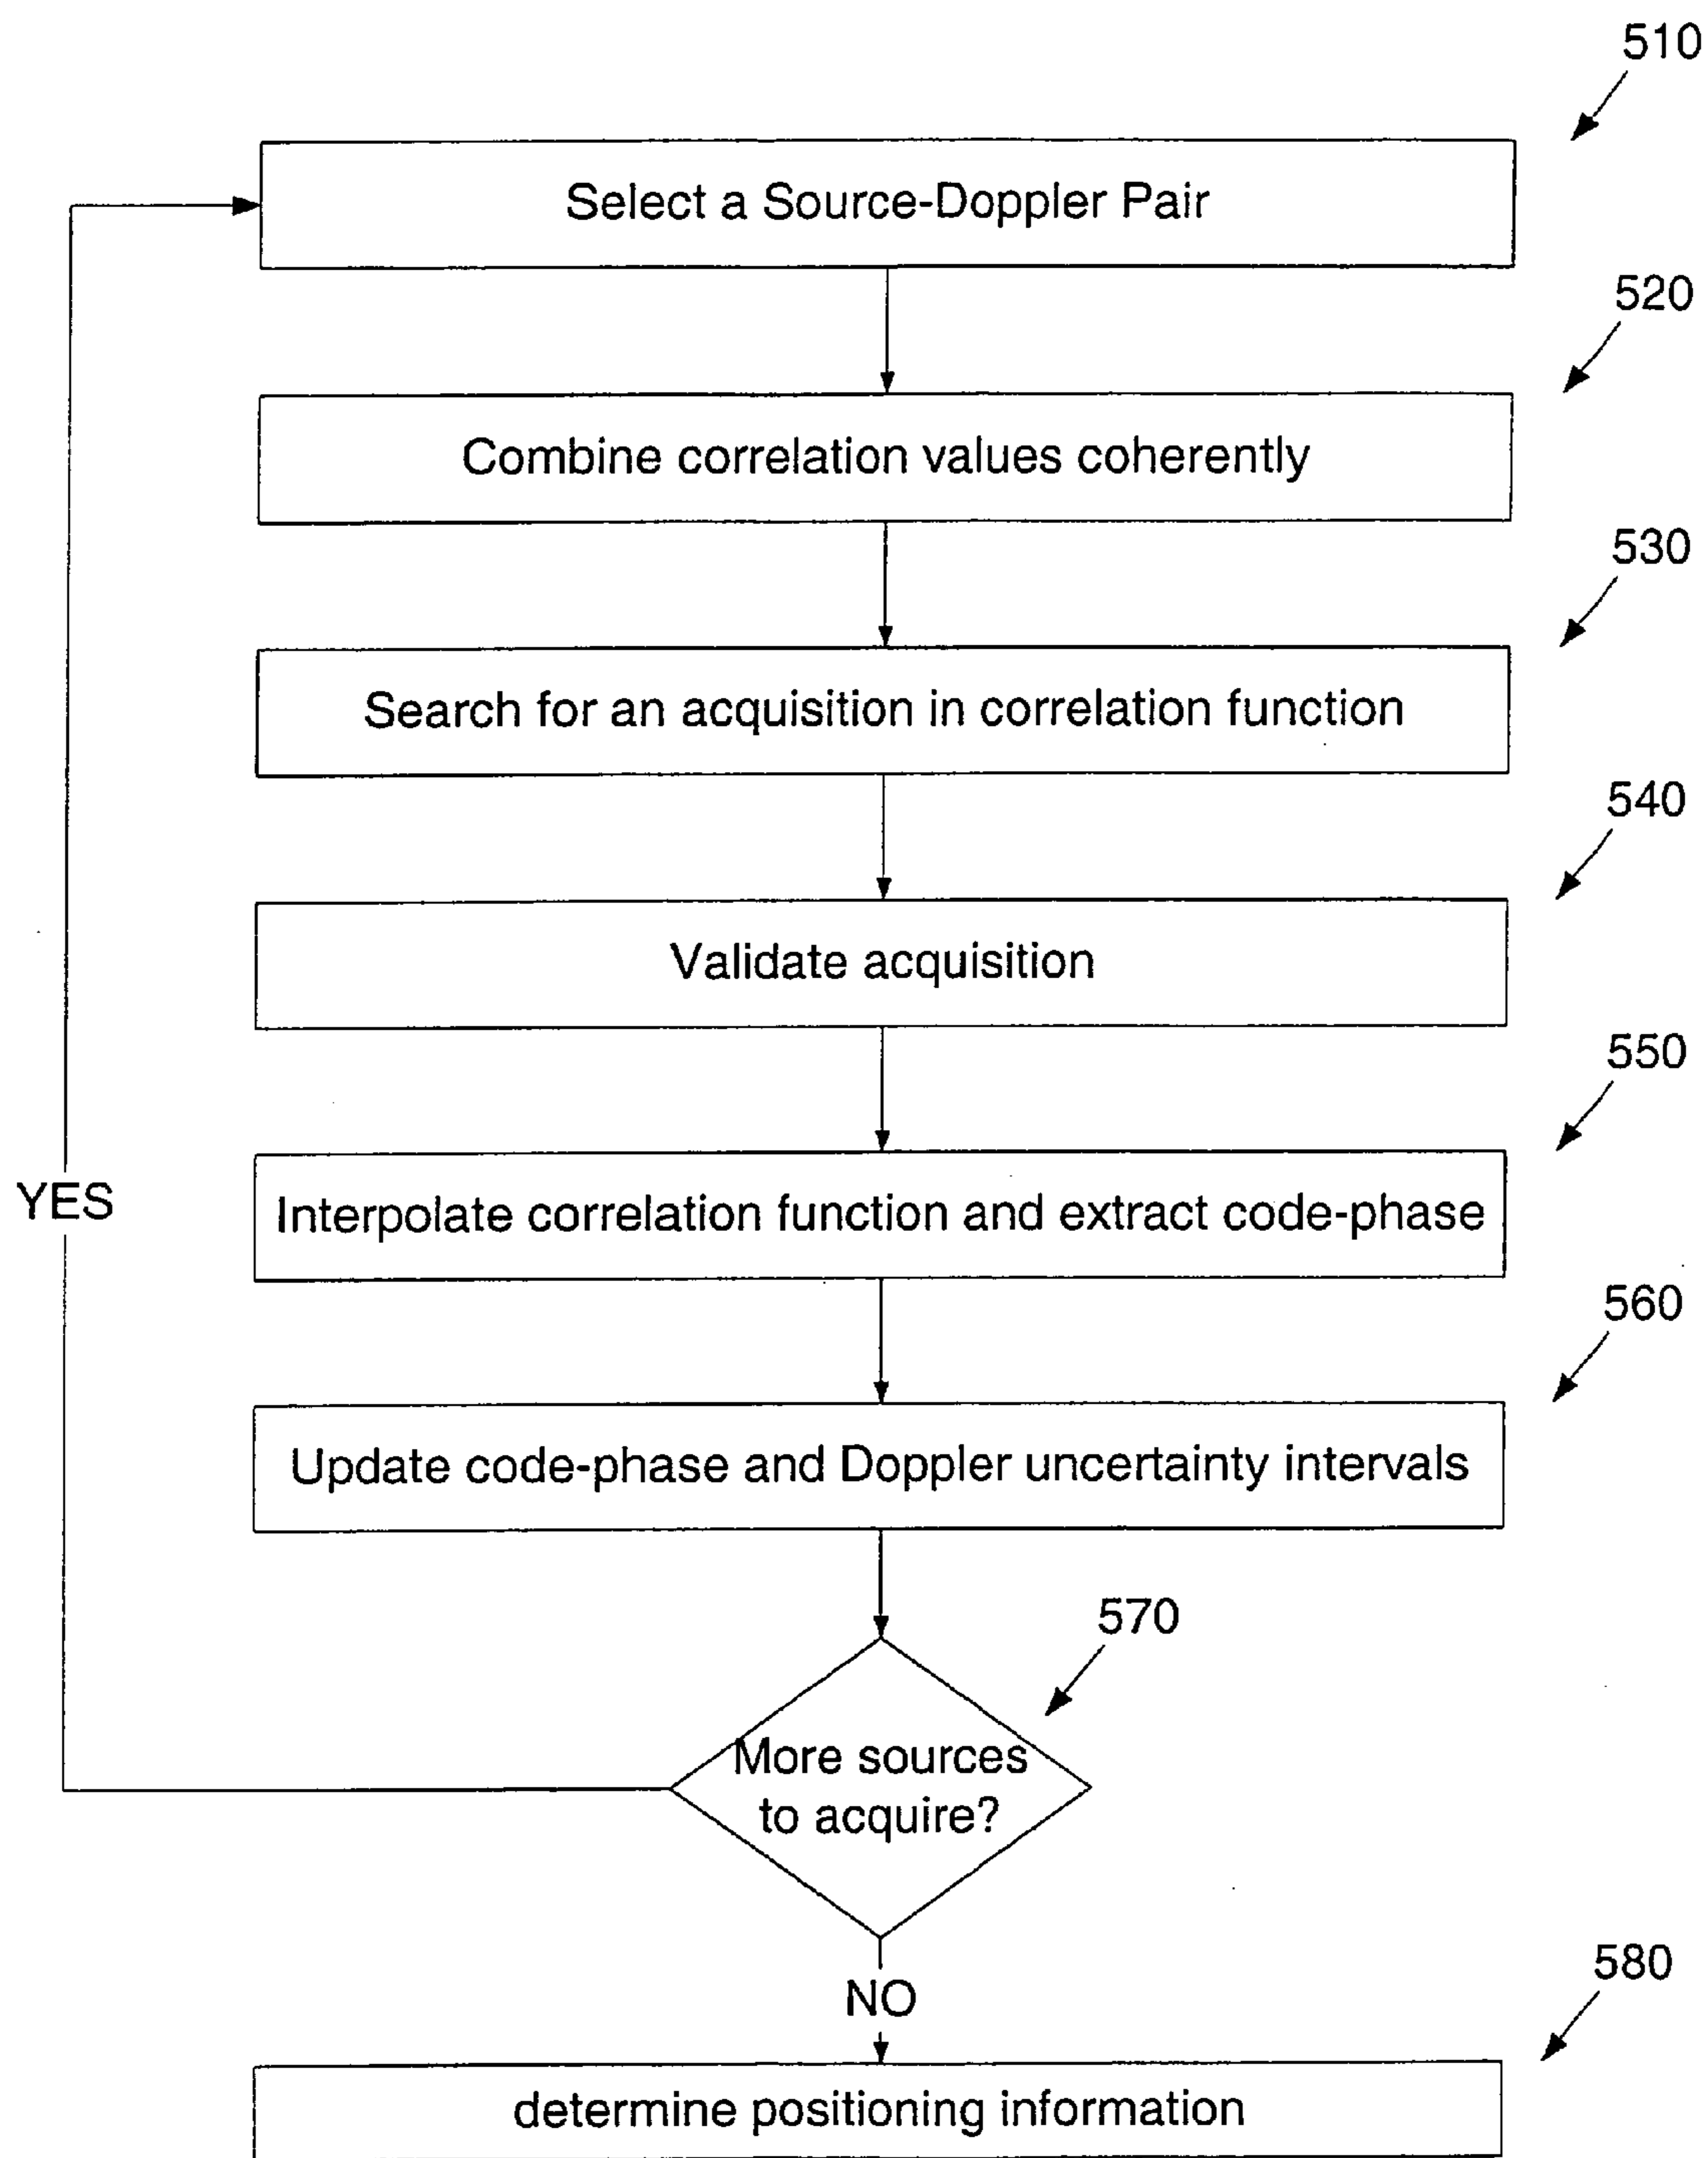 510
Select a Source-Doppler Pair
520
Combine correlation values coherently
530
Search for an acquisition in correlation function
540
Validate acquisition
550
YES
Interpolate correlation function and extract code-phase
560
Update code-phase and Doppler uncertainty intervals
570
More sources
to acquire?
580
NO
determine positioning information